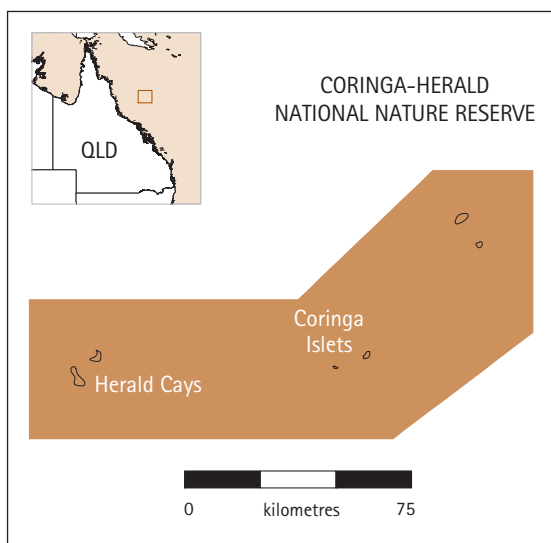 CORINGA-HERALD
NATIONAL NATURE RESERVE
QLD
Coringa
Islets
Herald Cays
0 kilometres 75